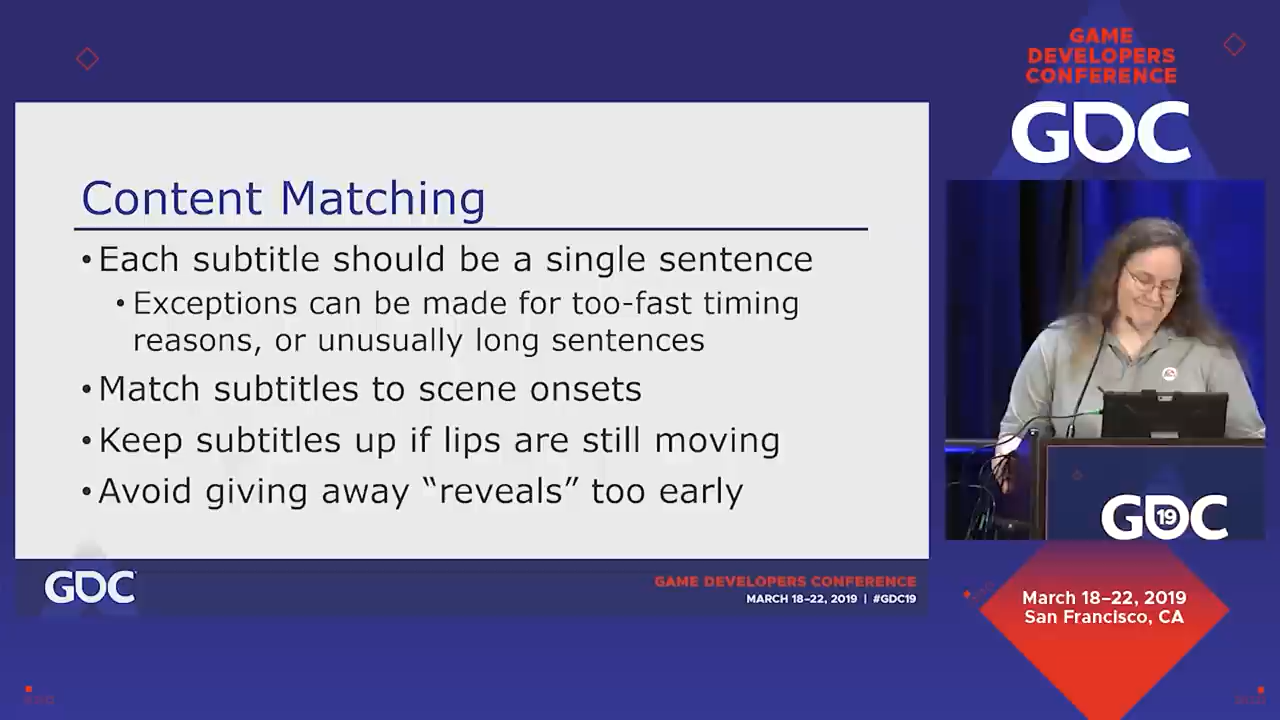 GAME
DEVELOPERS
CONFERENCE
GDC
Content Matching
•Each subtitle should be a single sentence
•Exceptions can be made for too-fast timing
reasons, or unusually long sentences
•Match subtitles to scene onsets
•Keep subtitles up if lips are still moving
•Avoid giving away “reveals” too early
GDC
GAME DEVELOPERS CONFERENCE
MARCH 18–22, 2019 | #GDC19
GDC
19
March 18–22, 2019
San Francisco, CA